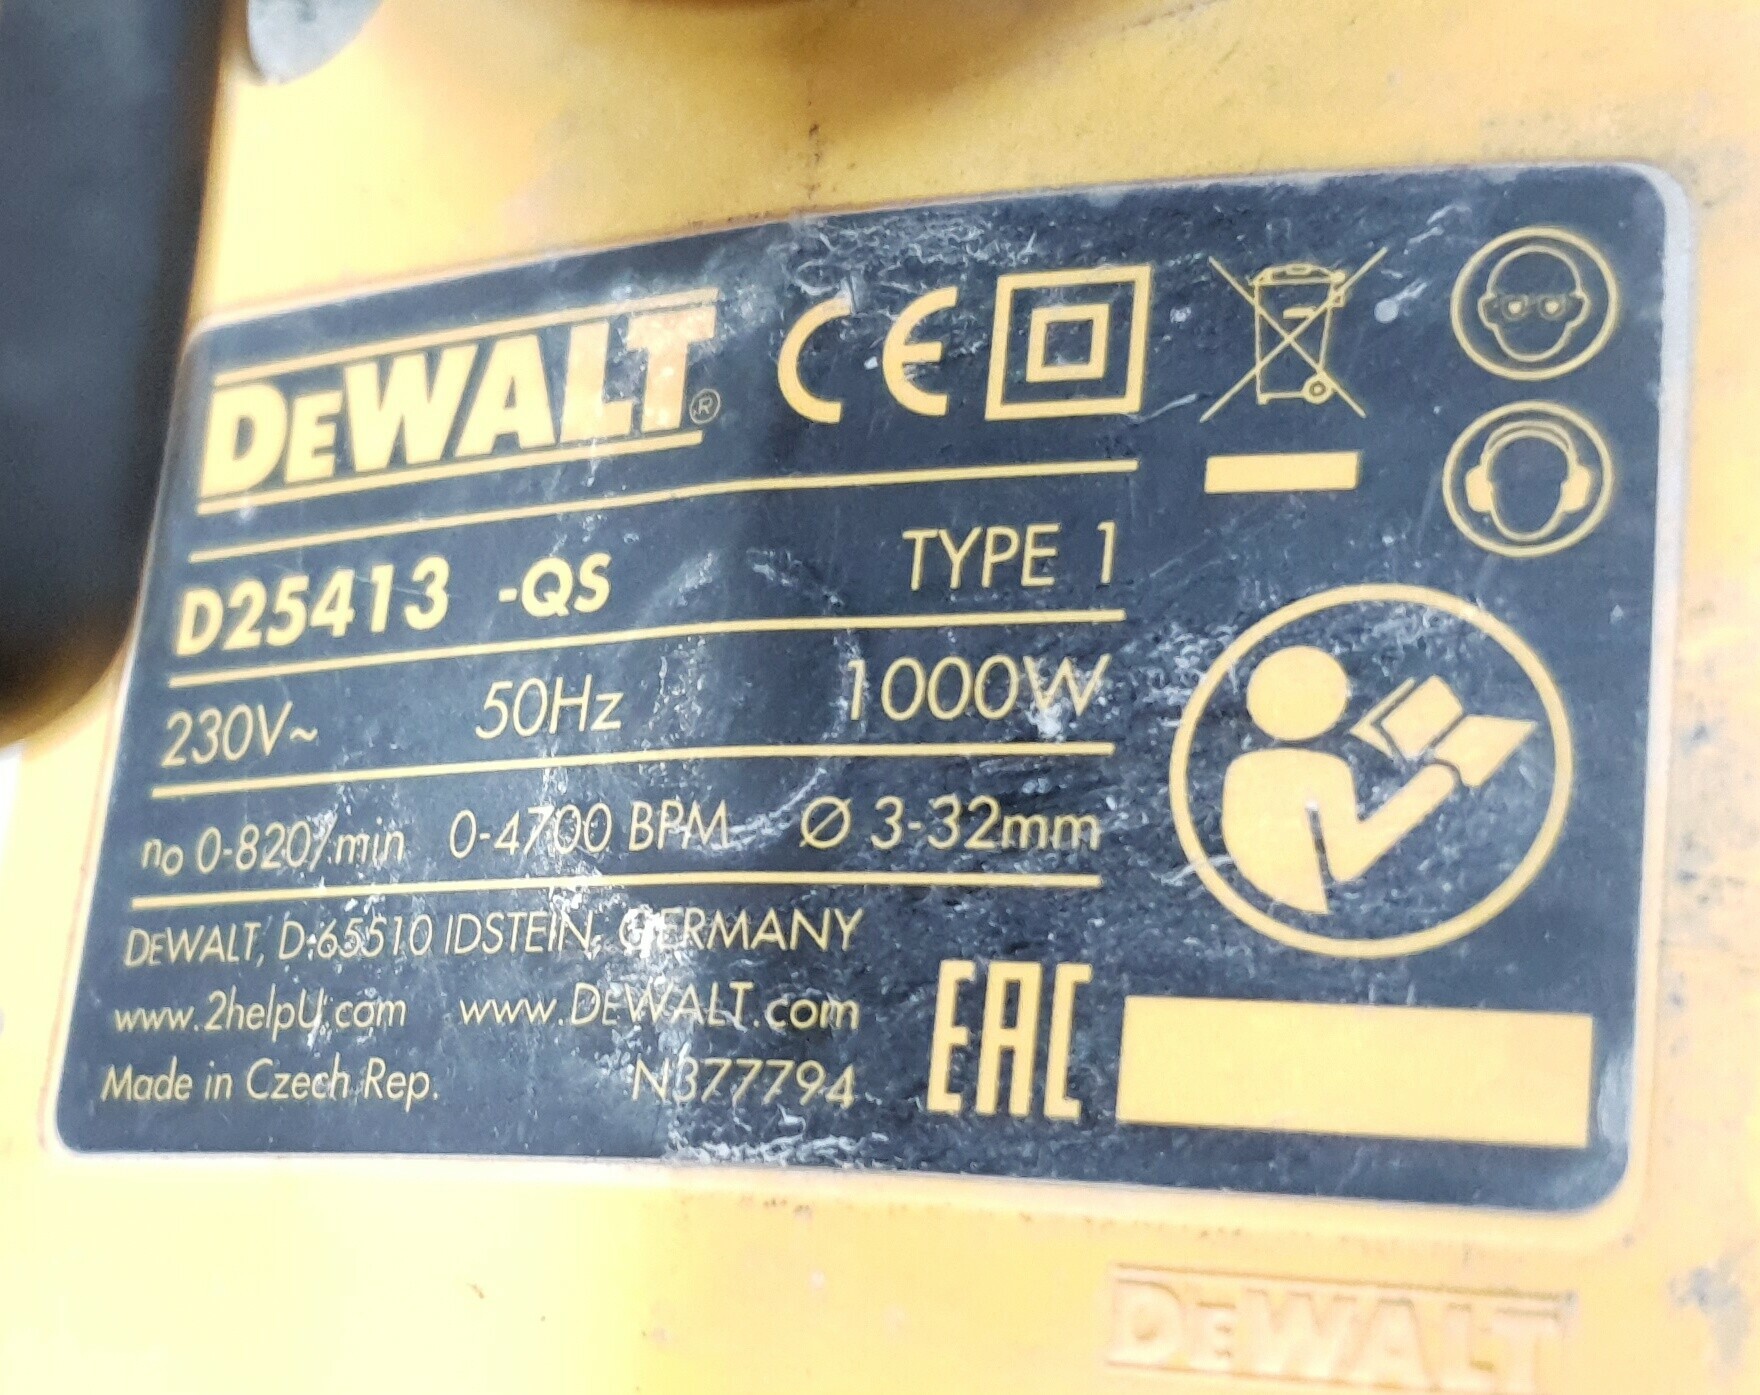 DEWALT®
CE
D25413 -QS TYPE 1
230V~ 50Hz 1000W
no 0-820/min 0-4700 BPM Ø 3-32mm
DEWALT, D-65510 IDSTEIN, GERMANY
www.2helpU.com www.DEWALT.com
Made in Czech Rep. N377794
EAC
DEWALT